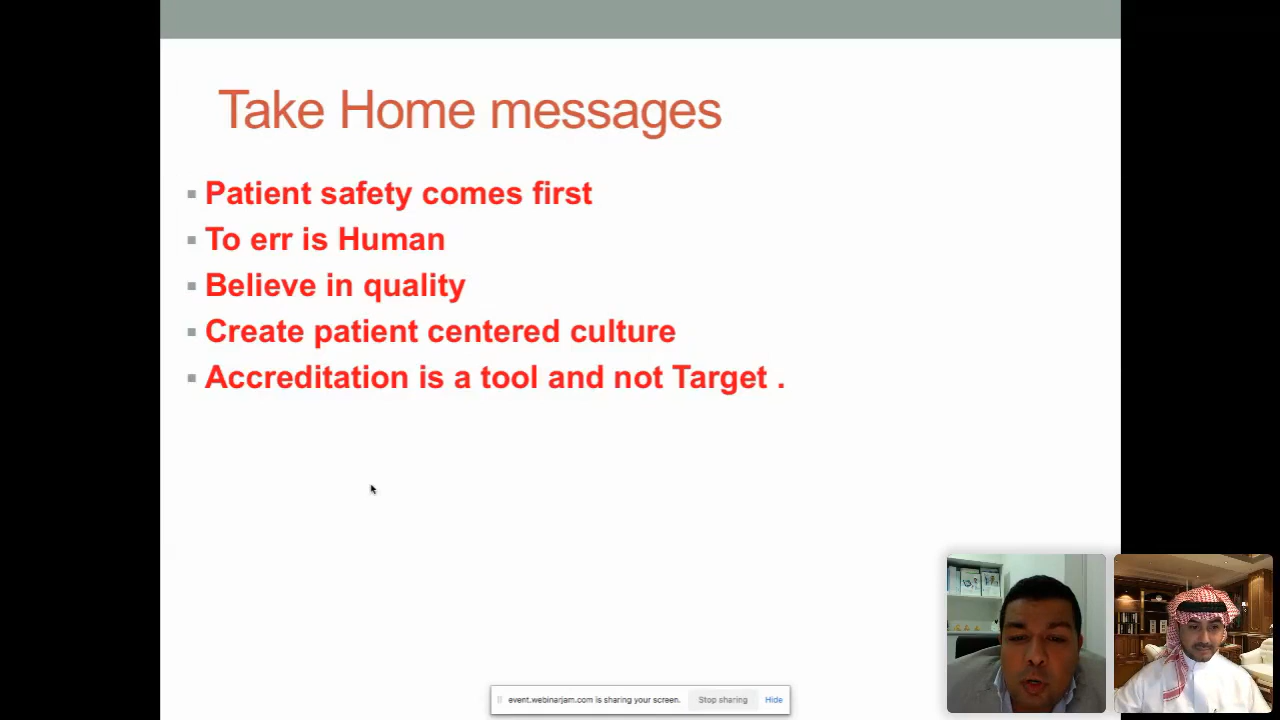 Take Home messages
Patient safety comes first
To err is Human
Believe in quality
Create patient centered culture
Accreditation is a tool and not Target .
event.webinarjam.com is sharing your screen. Stop sharing Hide